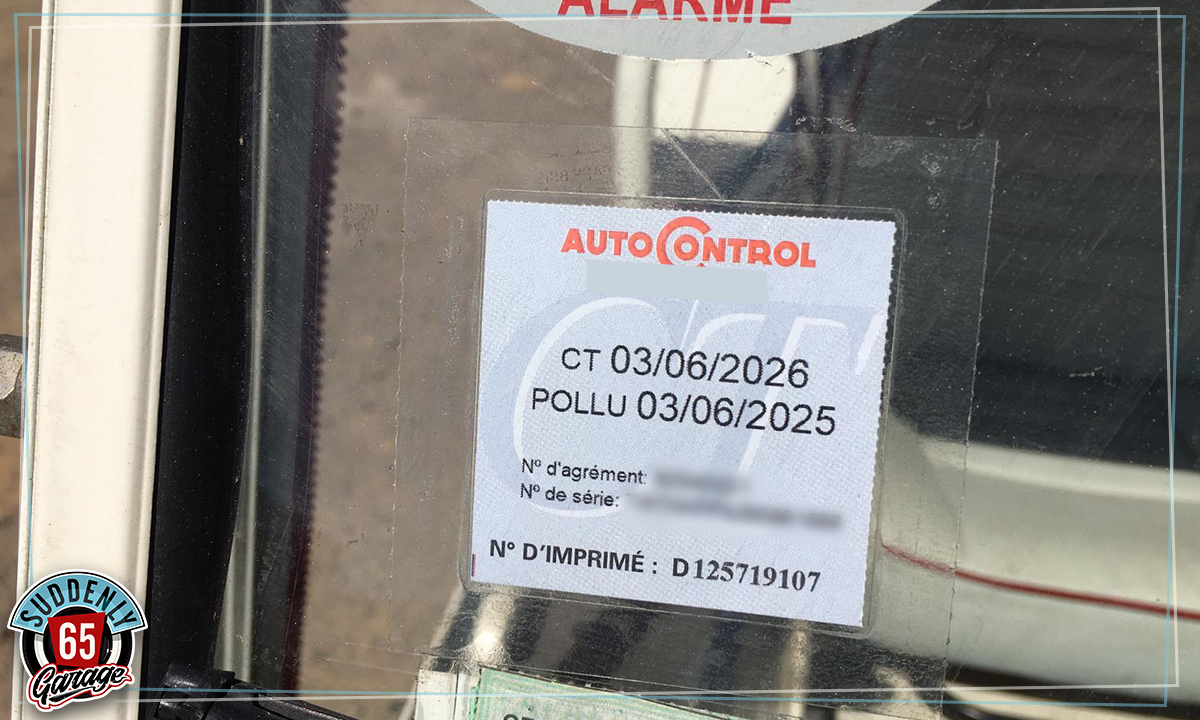 ALARME
AUTOCONTROL
CT 03/06/2026
POLLU 03/06/2025
N° d'agrément:
N° de série:
N° D'IMPRIMÉ : D125719107
SUDDENLY
65
Garage